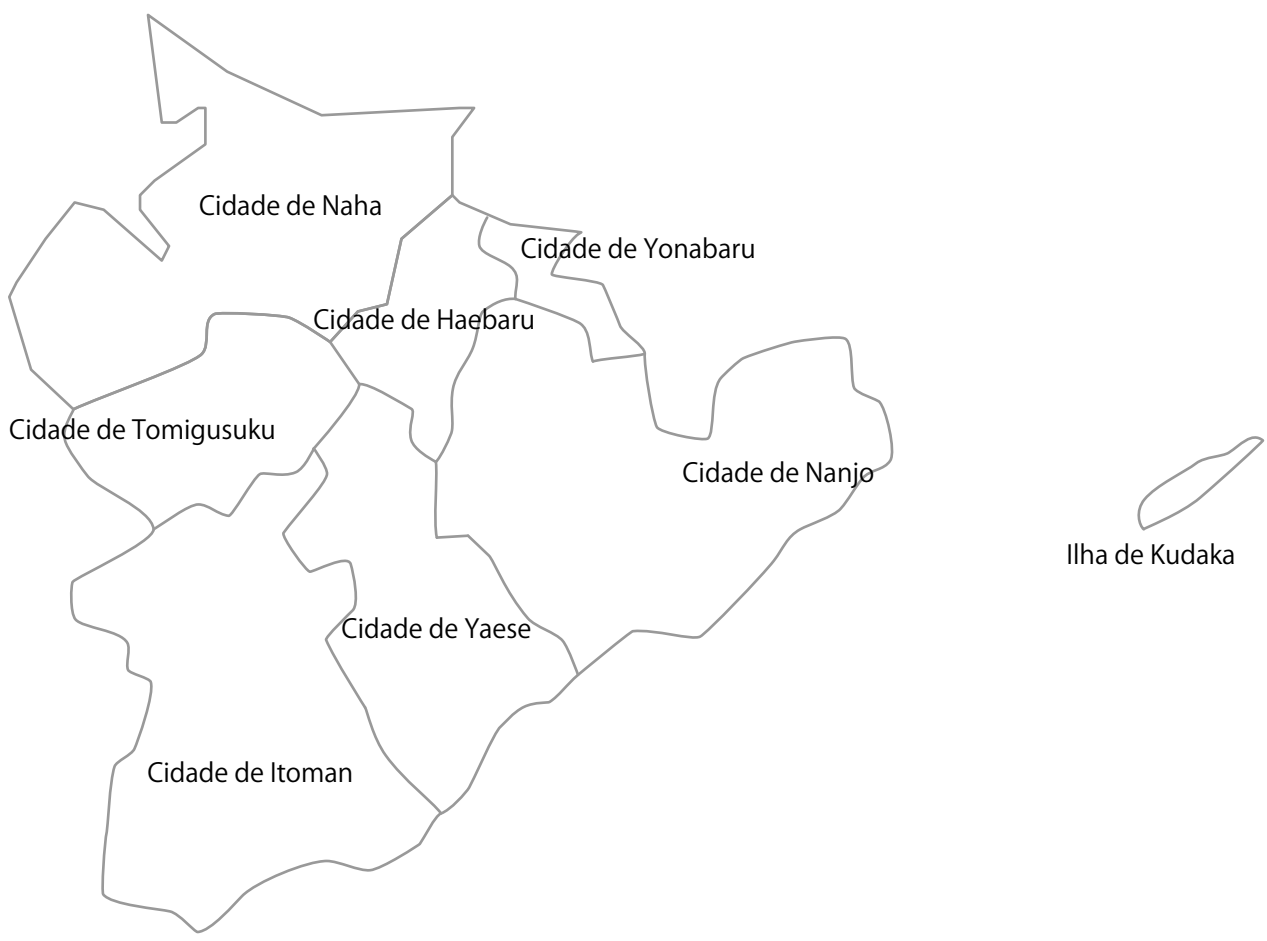 Cidade de Naha
Cidade de Yonabaru
Cidade de Haebaru
Cidade de Tomigusuku
Cidade de Nanjo
Ilha de Kudaka
Cidade de Yaese
Cidade de Itoman